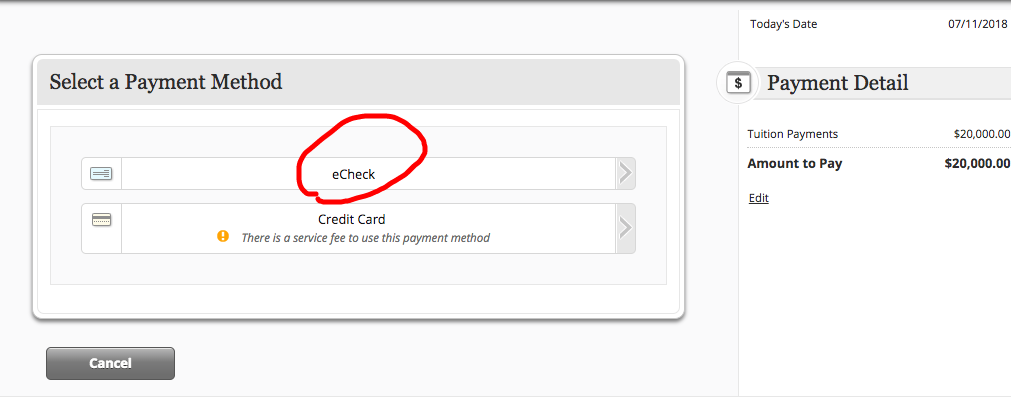 Select a Payment Method
eCheck
Credit Card
There is a service fee to use this payment method
Cancel
Today's Date 07/11/2018
$ Payment Detail
Tuition Payments $20,000.00
Amount to Pay $20,000.00
Edit